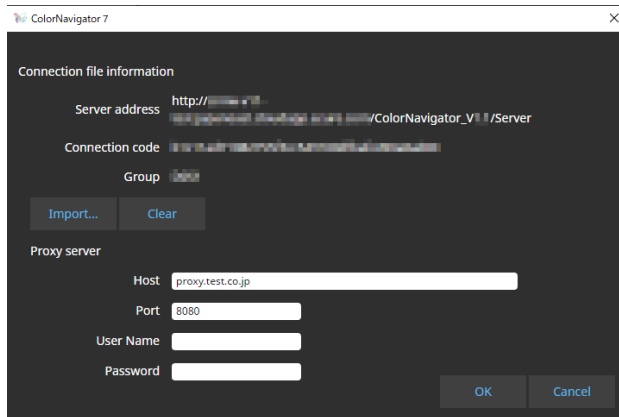 ColorNavigator 7
Connection file information
Server address
http://
/ColorNavigator_V /Server
Connection code
Group
Import... Clear
Proxy server
Host proxy.test.co.jp
Port 8080
User Name
Password
OK Cancel